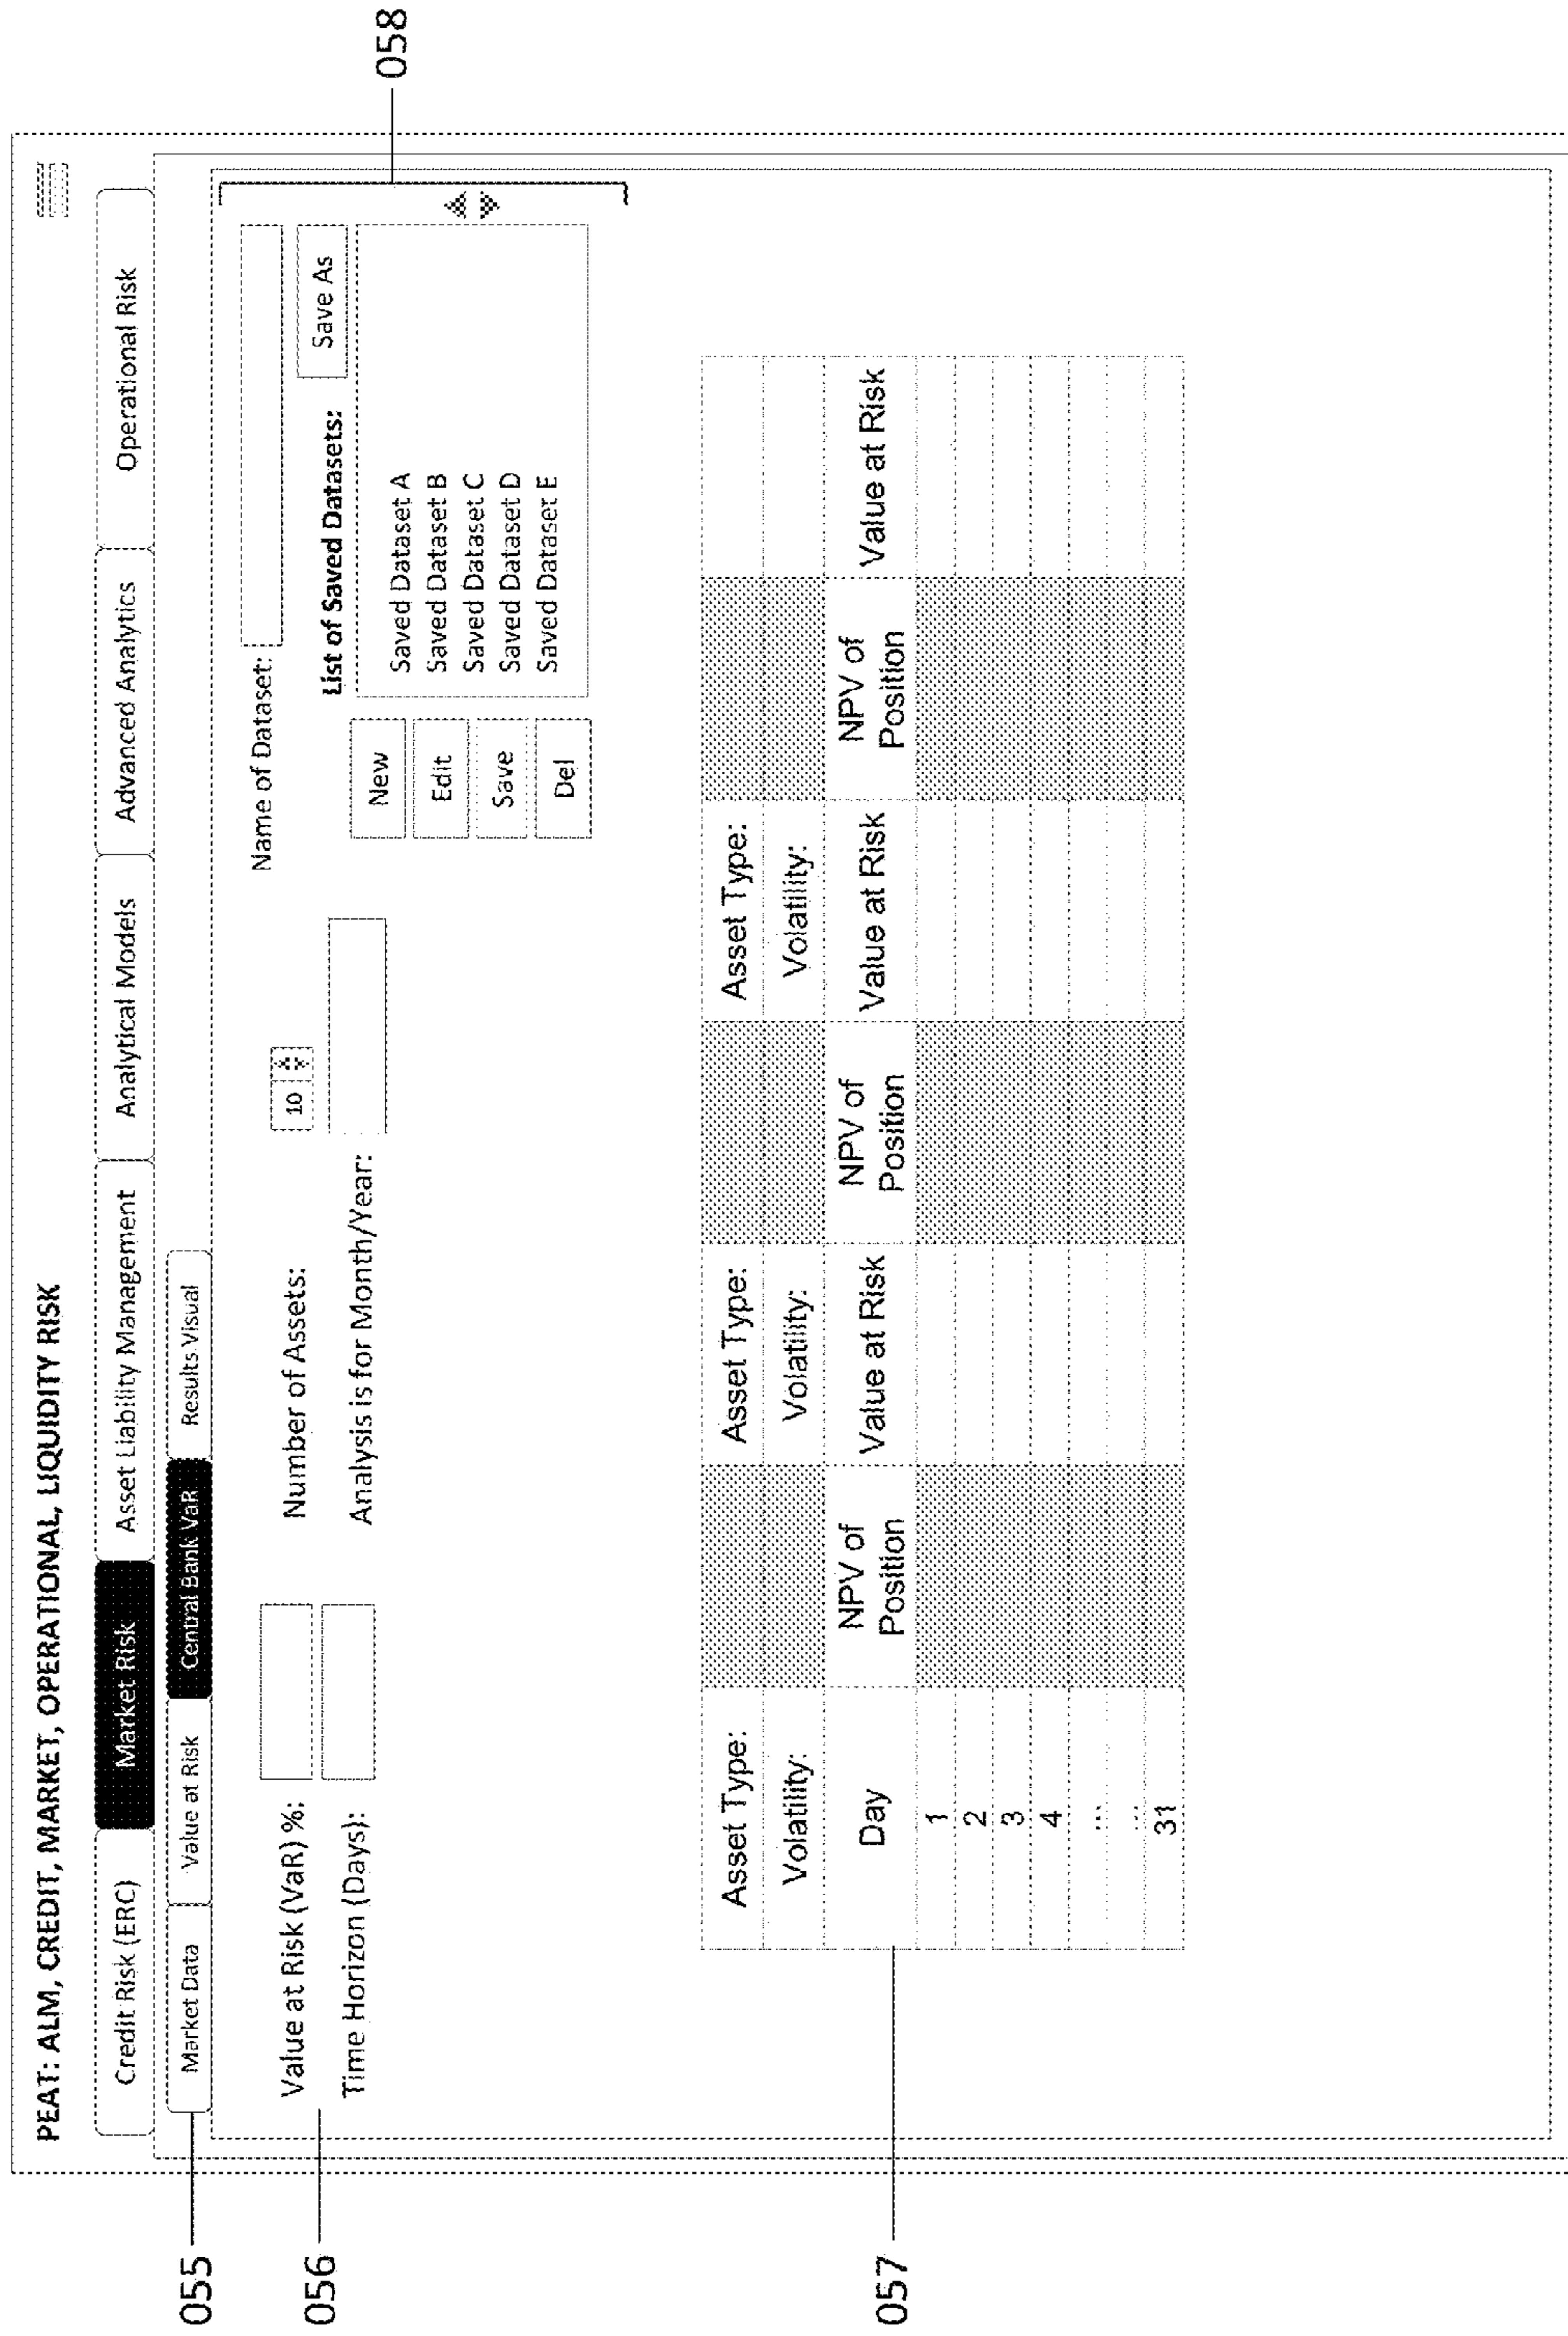 PEAT: ALM, CREDIT, MARKET, OPERATIONAL, LIQUIDITY RISK
Credit Risk (ERC) Market Risk Asset Liability Management Analytical Models Advanced Analytics Operational Risk
055 Market Data Value at Risk Central Bank VaR Results Visual
056 Value at Risk (VaR) %: Number of Assets: 10 Name of Dataset:
Time Horizon (Days): Analysis is for Month/Year: Save As
List of Saved Datasets: 058
New Saved Dataset A
Edit Saved Dataset B
Saved Dataset C
Save Saved Dataset D
Del Saved Dataset E
Asset Type: Asset Type: Asset Type:
Volatility: Volatility: Volatility:
057 Day NPV of Position Value at Risk NPV of Position Value at Risk NPV of Position Value at Risk
1
2
3
4
...
...
31